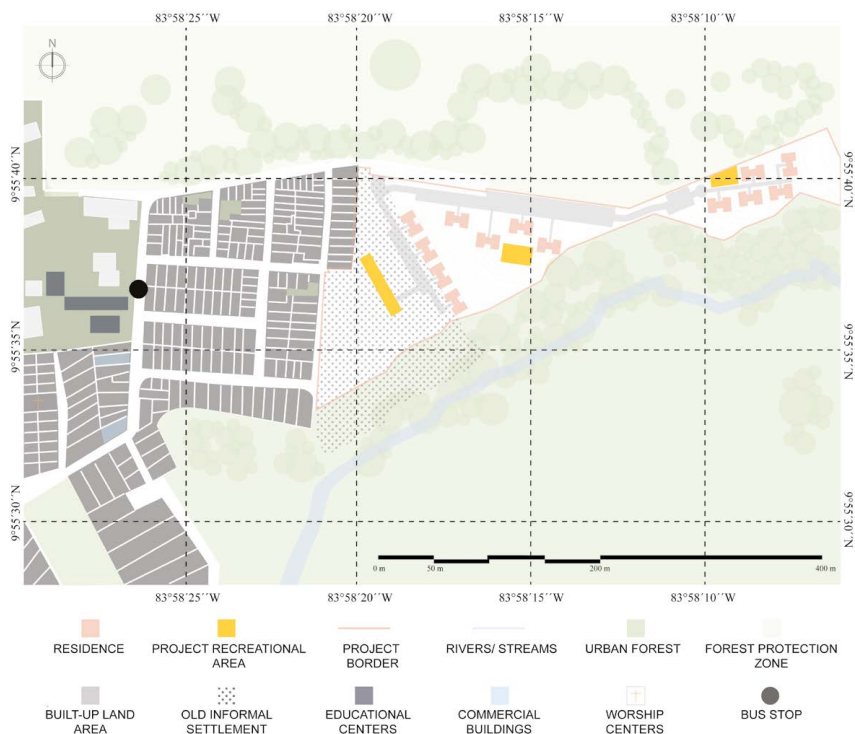 83°58´25´´W 83°58´20´´W 83°58´15´´W 83°58´10´´W
N
9°55´40´´N 9°55´40´´N
9°55´35´´N 9°55´35´´N
9°55´30´´N 9°55´30´´N
0 m 50 m 200 m 400 m
83°58´25´´W 83°58´20´´W 83°58´15´´W 83°58´10´´W
RESIDENCE
PROJECT RECREATIONAL
AREA
PROJECT
BORDER
RIVERS/ STREAMS
URBAN FOREST
FOREST PROTECTION
ZONE
BUILT-UP LAND
AREA
OLD INFORMAL
SETTLEMENT
EDUCATIONAL
CENTERS
COMMERCIAL
BUILDINGS
WORSHIP
CENTERS
BUS STOP